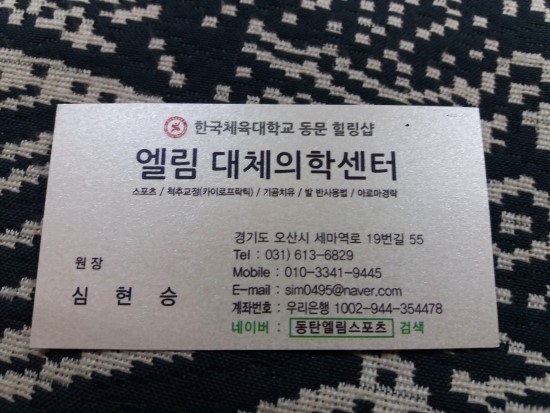 한국체육대학교 동문 힐링샵
엘림 대체의학센터
스포츠 / 척추교정(카이로프락틱) / 기공치유 / 발 반사용법 / 아로마경락
경기도 오산시 세마역로 19번길 55
Tel : 031) 613-6829
원장
Mobile : 010-3341-9445
심현승
E-mail : sim0495@naver.com
계좌번호 : 우리은행 1002-944-354478
네이버 : 동탄엘림스포츠 검색